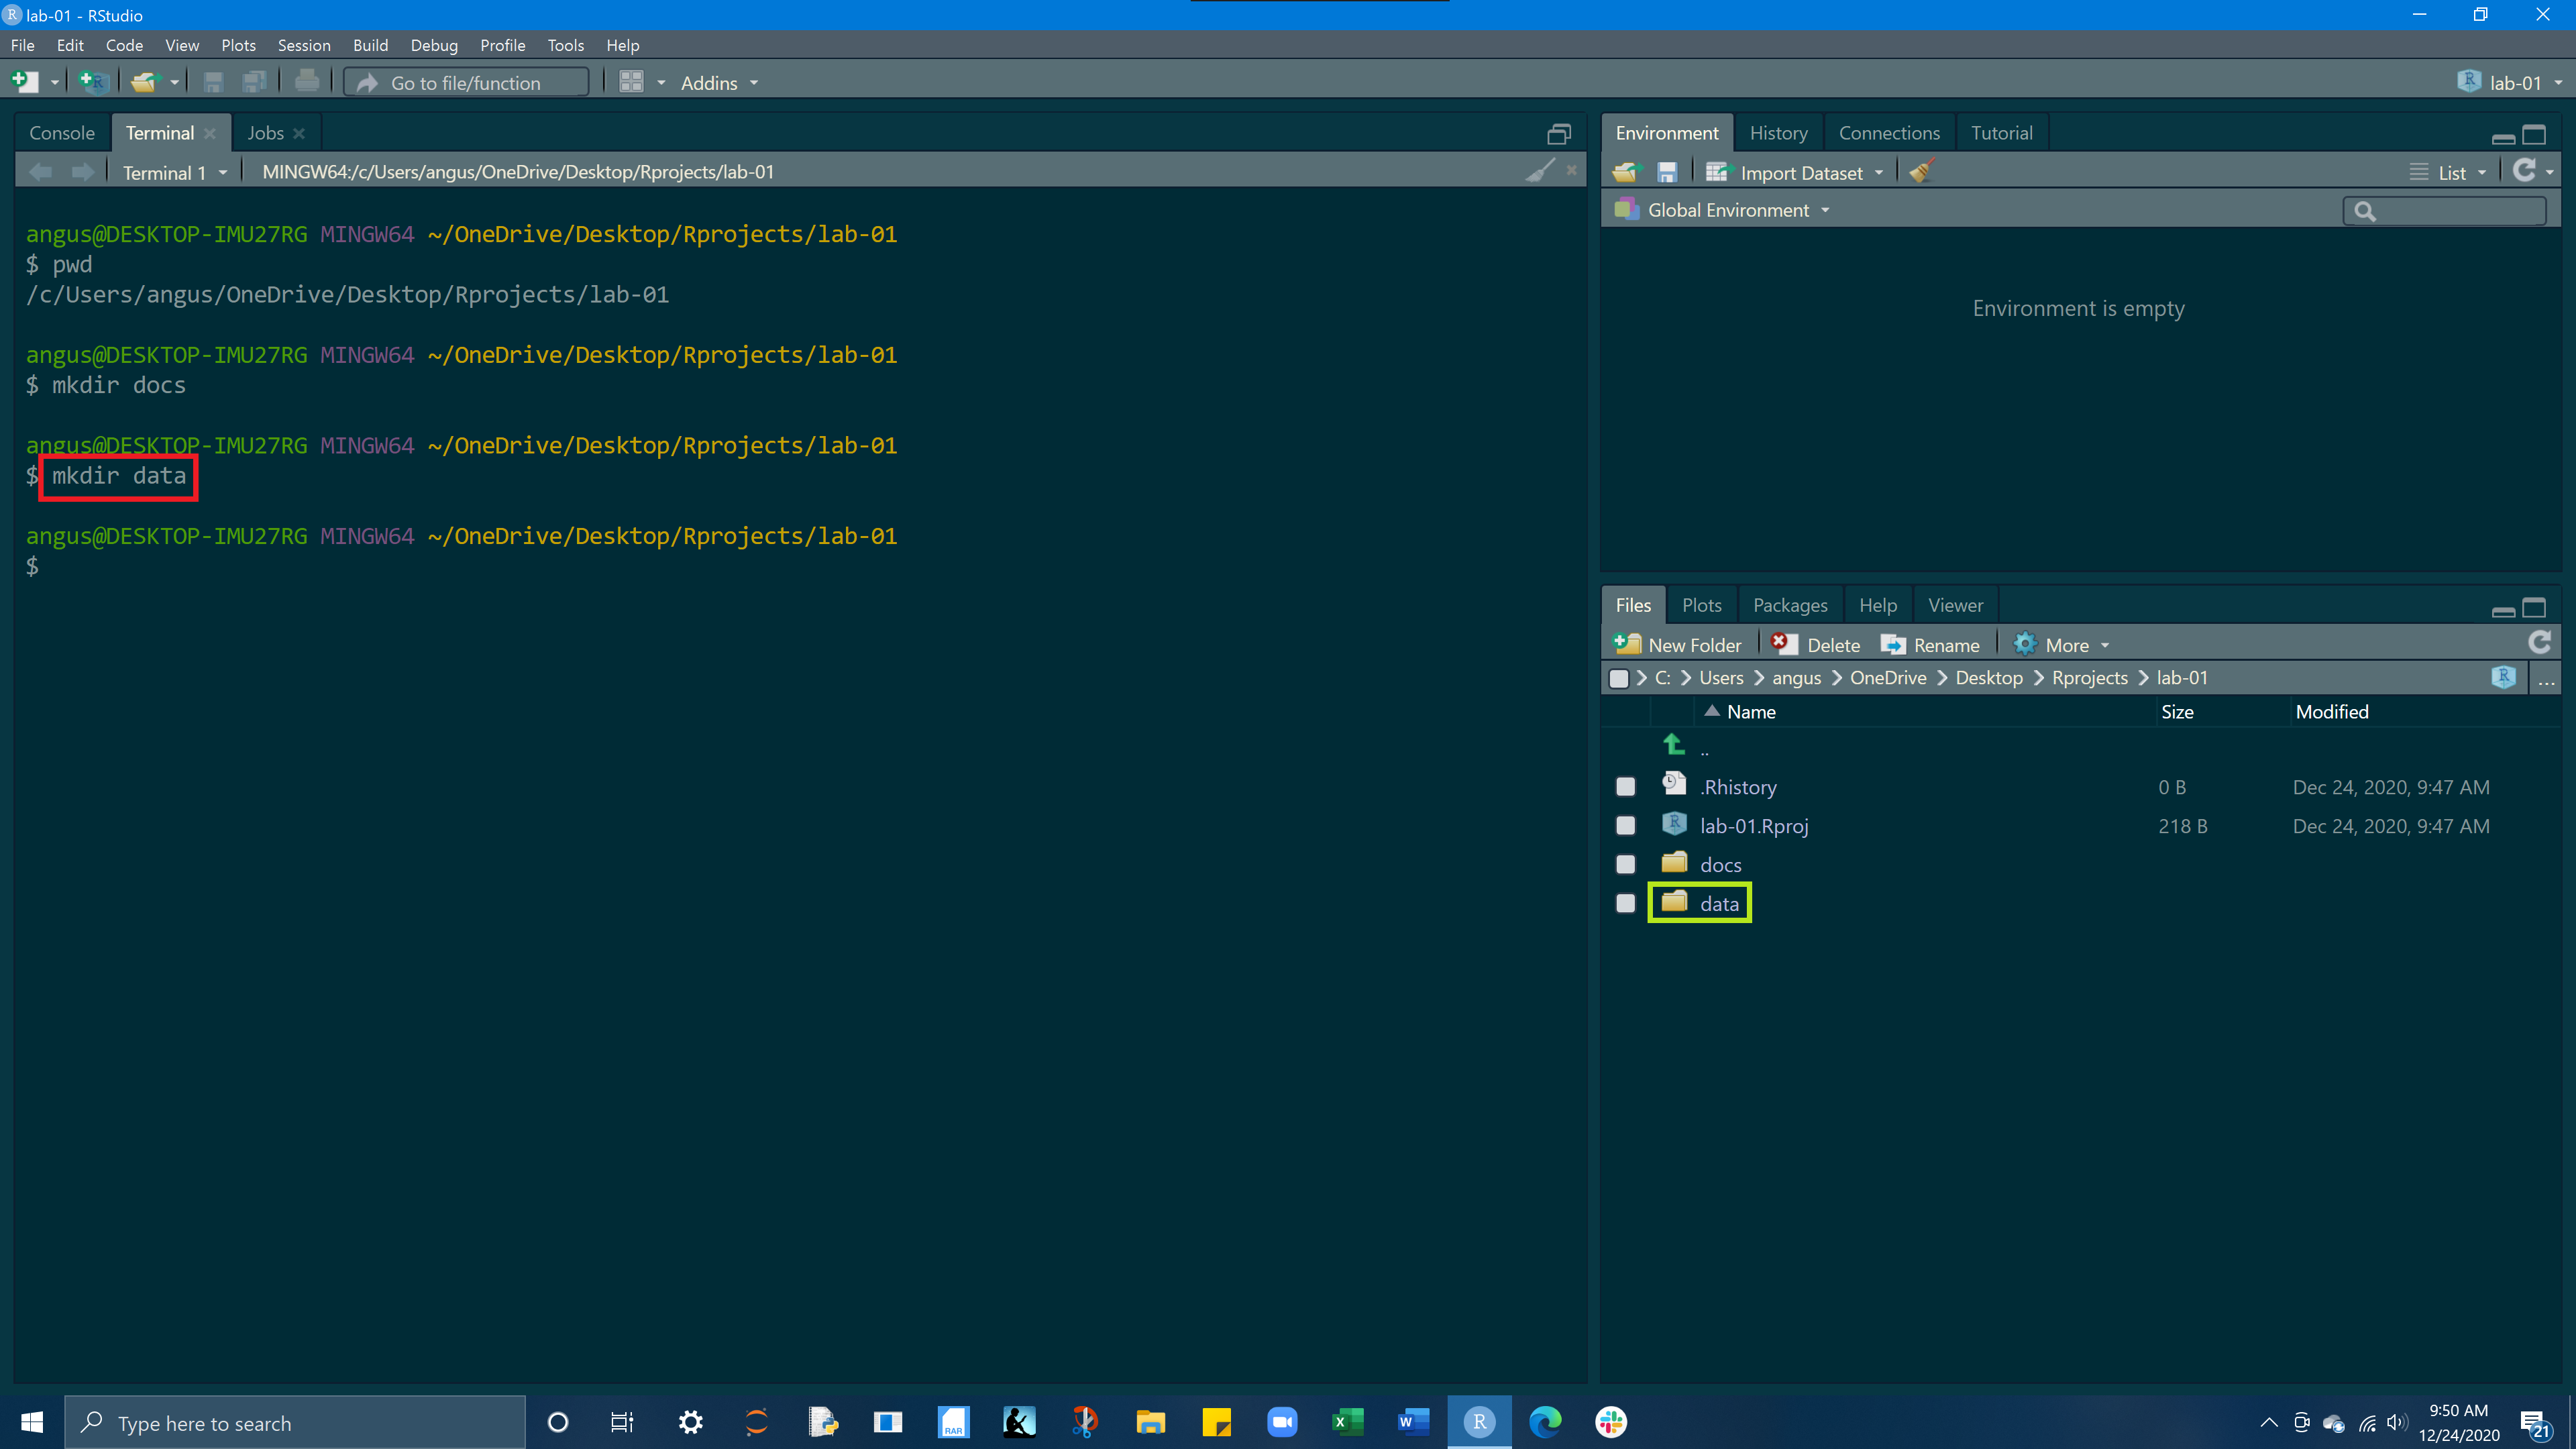 lab-01 - RStudio
File Edit Code View Plots Session Build Debug Profile Tools Help
Go to file/function Addins lab-01
Console Terminal Jobs
Terminal 1 MINGW64:/c/Users/angus/OneDrive/Desktop/Rprojects/lab-01
angus@DESKTOP-IMU27RG MINGW64 ~/OneDrive/Desktop/Rprojects/lab-01
$ pwd
/c/Users/angus/OneDrive/Desktop/Rprojects/lab-01
angus@DESKTOP-IMU27RG MINGW64 ~/OneDrive/Desktop/Rprojects/lab-01
$ mkdir docs
angus@DESKTOP-IMU27RG MINGW64 ~/OneDrive/Desktop/Rprojects/lab-01
$ mkdir data
angus@DESKTOP-IMU27RG MINGW64 ~/OneDrive/Desktop/Rprojects/lab-01
$
Environment History Connections Tutorial
Import Dataset List
Global Environment
Environment is empty
Files Plots Packages Help Viewer
New Folder Delete Rename More
C: Users angus OneDrive Desktop Rprojects lab-01 ...
Name Size Modified
..
.Rhistory 0 B Dec 24, 2020, 9:47 AM
lab-01.Rproj 218 B Dec 24, 2020, 9:47 AM
docs
data
Type here to search
RAR
9:50 AM
12/24/2020
21